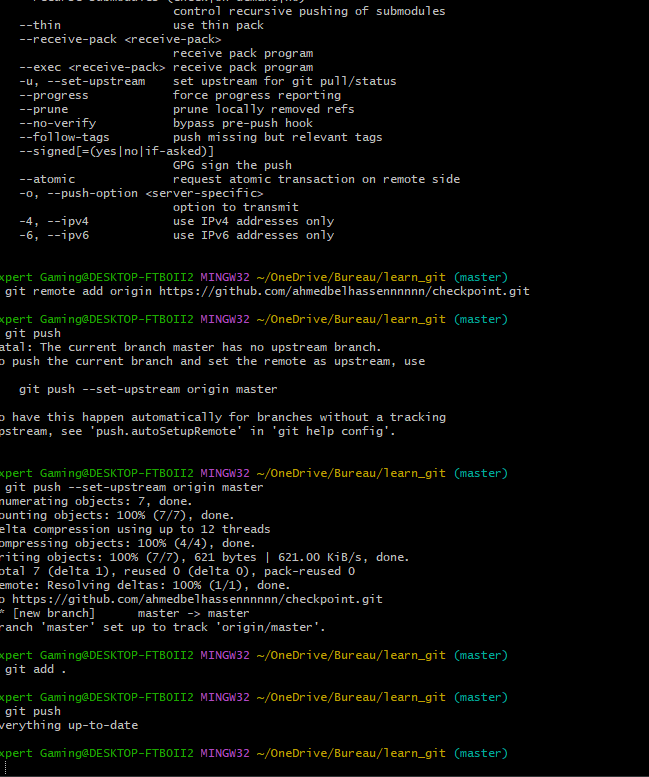 control recursive pushing of submodules
--thin use thin pack
--receive-pack <receive-pack>
receive pack program
--exec <receive-pack> receive pack program
-u, --set-upstream set upstream for git pull/status
--progress force progress reporting
--prune prune locally removed refs
--no-verify bypass pre-push hook
--follow-tags push missing but relevant tags
--signed[=(yes|no|if-asked)]
GPG sign the push
--atomic request atomic transaction on remote side
-o, --push-option <server-specific>
option to transmit
-4, --ipv4 use IPv4 addresses only
-6, --ipv6 use IPv6 addresses only
xpert Gaming@DESKTOP-FTBOII2 MINGW32 ~/OneDrive/Bureau/learn_git (master)
git remote add origin https://github.com/ahmedbelhassennnnnn/checkpoint.git
xpert Gaming@DESKTOP-FTBOII2 MINGW32 ~/OneDrive/Bureau/learn_git (master)
git push
atal: The current branch master has no upstream branch.
o push the current branch and set the remote as upstream, use
git push --set-upstream origin master
o have this happen automatically for branches without a tracking
pstream, see 'push.autoSetupRemote' in 'git help config'.
xpert Gaming@DESKTOP-FTBOII2 MINGW32 ~/OneDrive/Bureau/learn_git (master)
git push --set-upstream origin master
numerating objects: 7, done.
ounting objects: 100% (7/7), done.
elta compression using up to 12 threads
ompressing objects: 100% (4/4), done.
riting objects: 100% (7/7), 621 bytes | 621.00 KiB/s, done.
otal 7 (delta 1), reused 0 (delta 0), pack-reused 0
emote: Resolving deltas: 100% (1/1), done.
o https://github.com/ahmedbelhassennnnnn/checkpoint.git
* [new branch] master -> master
ranch 'master' set up to track 'origin/master'.
xpert Gaming@DESKTOP-FTBOII2 MINGW32 ~/OneDrive/Bureau/learn_git (master)
git add .
xpert Gaming@DESKTOP-FTBOII2 MINGW32 ~/OneDrive/Bureau/learn_git (master)
git push
verything up-to-date
xpert Gaming@DESKTOP-FTBOII2 MINGW32 ~/OneDrive/Bureau/learn_git (master)